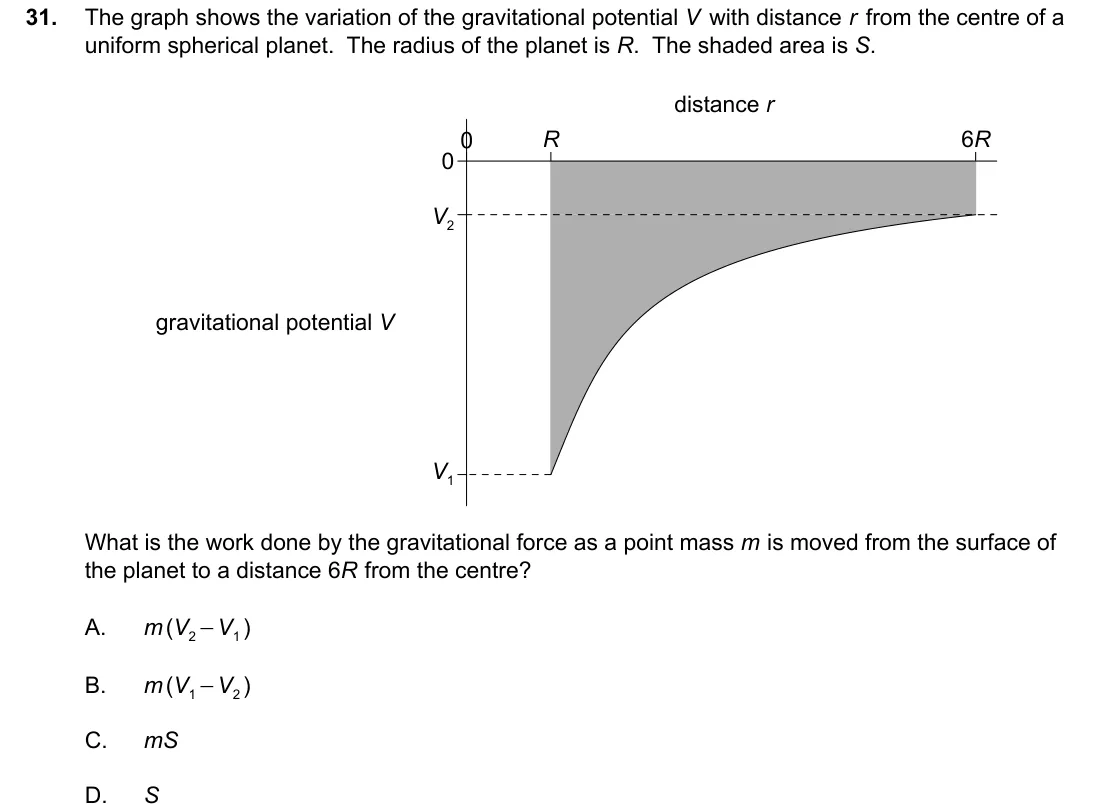 31. The graph shows the variation of the gravitational potential V with distance r from the centre of a
uniform spherical planet. The radius of the planet is R. The shaded area is S.
distance r
0 R 6R
0
V₂
gravitational potential V
V₁
What is the work done by the gravitational force as a point mass m is moved from the surface of
the planet to a distance 6R from the centre?
A. m(V₂ – V₁)
B. m(V₁ – V₂)
C. mS
D. S